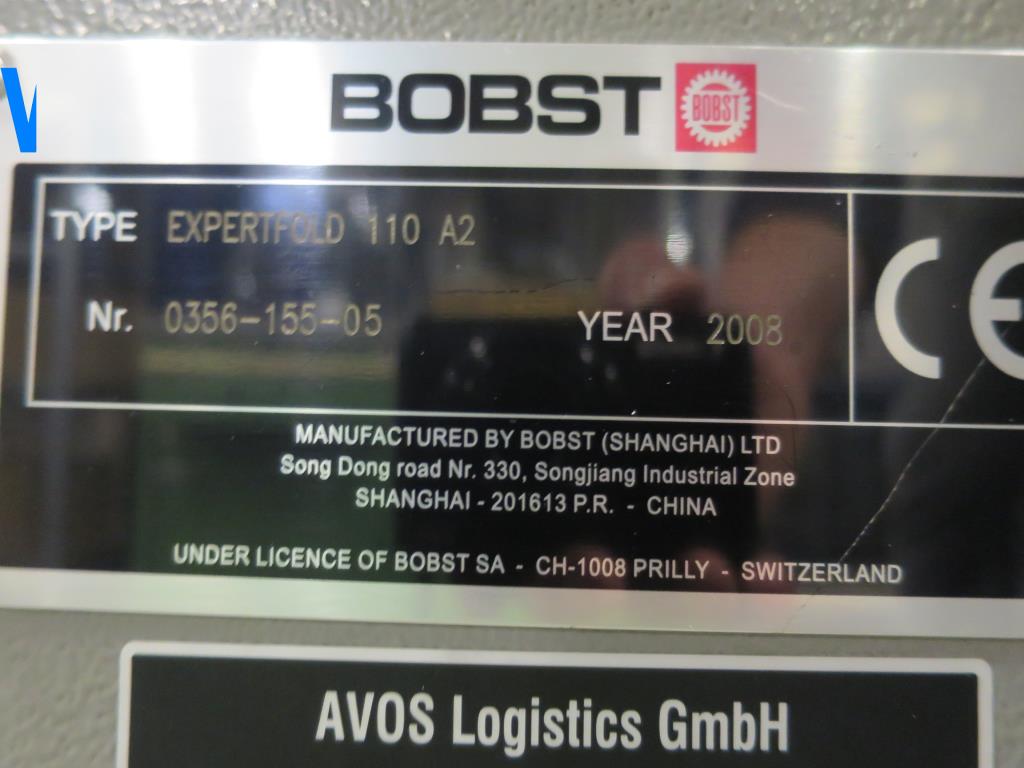 BOBST BOBST
TYPE EXPERTFOLD 110 A2
Nr. 0356-155-05 YEAR 2008
CE
MANUFACTURED BY BOBST (SHANGHAI) LTD
Song Dong road Nr. 330, Songjiang Industrial Zone
SHANGHAI - 201613 P.R. - CHINA
UNDER LICENCE OF BOBST SA - CH-1008 PRILLY - SWITZERLAND
AVOS Logistics GmbH